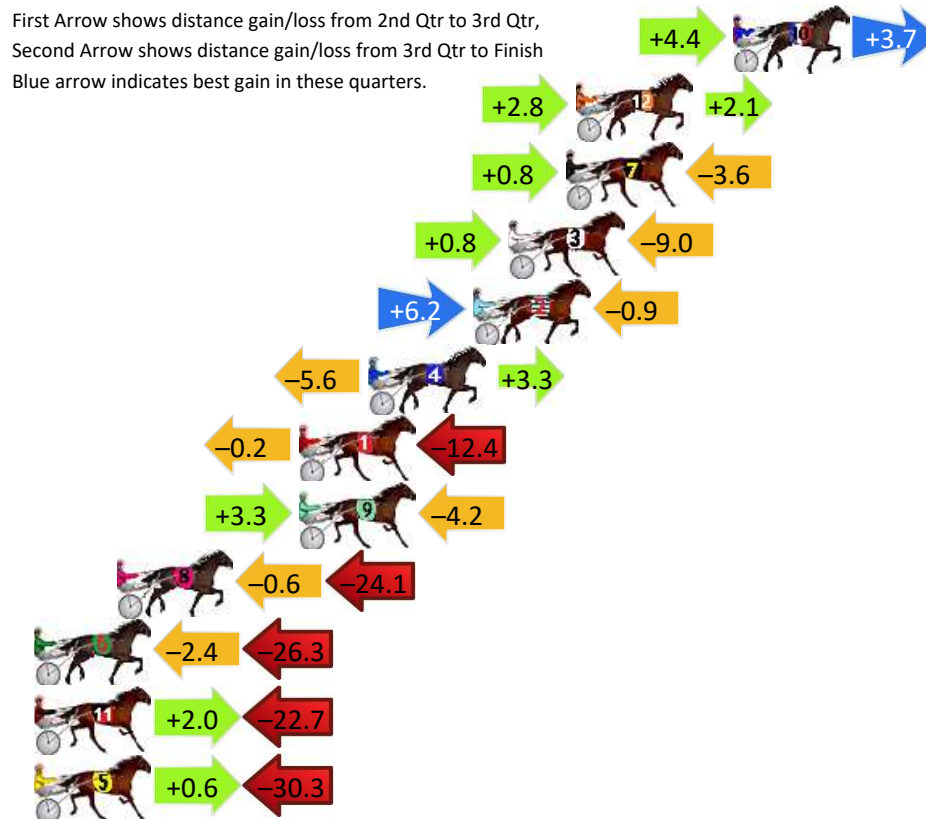 First Arrow shows distance gain/loss from 2nd Qtr to 3rd Qtr,
Second Arrow shows distance gain/loss from 3rd Qtr to Finish
Blue arrow indicates best gain in these quarters.
+4.4 10 +3.7
+2.8 12 +2.1
+0.8 7 –3.6
+0.8 3 –9.0
+6.2 –0.9
–5.6 4 +3.3
–0.2 1 –12.4
+3.3 9 –4.2
8 –0.6 –24.1
–2.4 –26.3
11 +2.0 –22.7
5 +0.6 –30.3